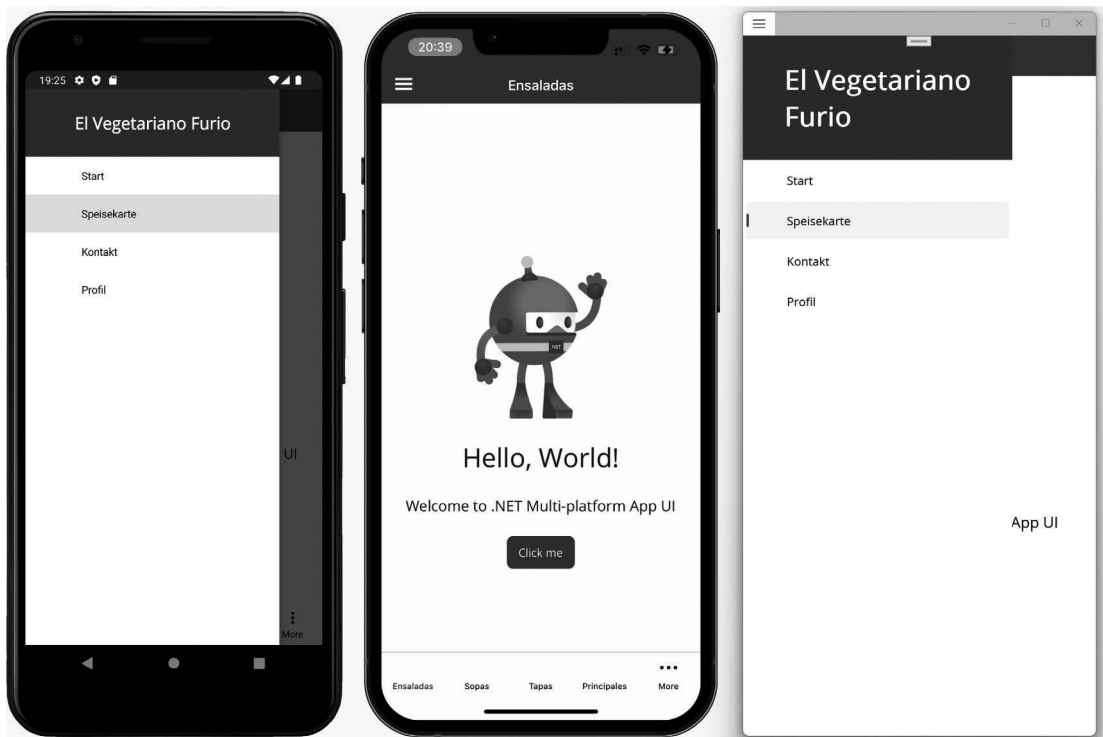 19:25
El Vegetariano Furio
Start
Speisekarte
Kontakt
Profil
UI
More
20:39
Ensaladas
.NET
Hello, World!
Welcome to .NET Multi-platform App UI
Click me
Ensaladas Sopas Tapas Principales More
El Vegetariano
Furio
Start
Speisekarte
Kontakt
Profil
App UI